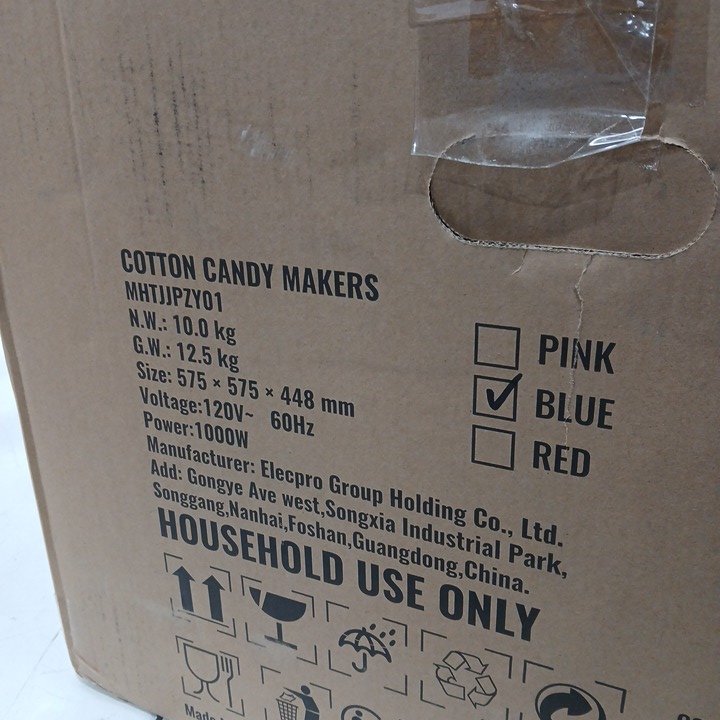 COTTON CANDY MAKERS
MHTJJPZY01
N.W.: 10.0 kg
G.W.: 12.5 kg
Size: 575 × 575 × 448 mm
Voltage:120V~ 60Hz
Power:1000W
Manufacturer: Elecpro Group Holding Co., Ltd.
Add: Gongye Ave west,Songxia Industrial Park,
Songgang,Nanhai,Foshan,Guangdong,China.
HOUSEHOLD USE ONLY
PINK
BLUE
RED
Made